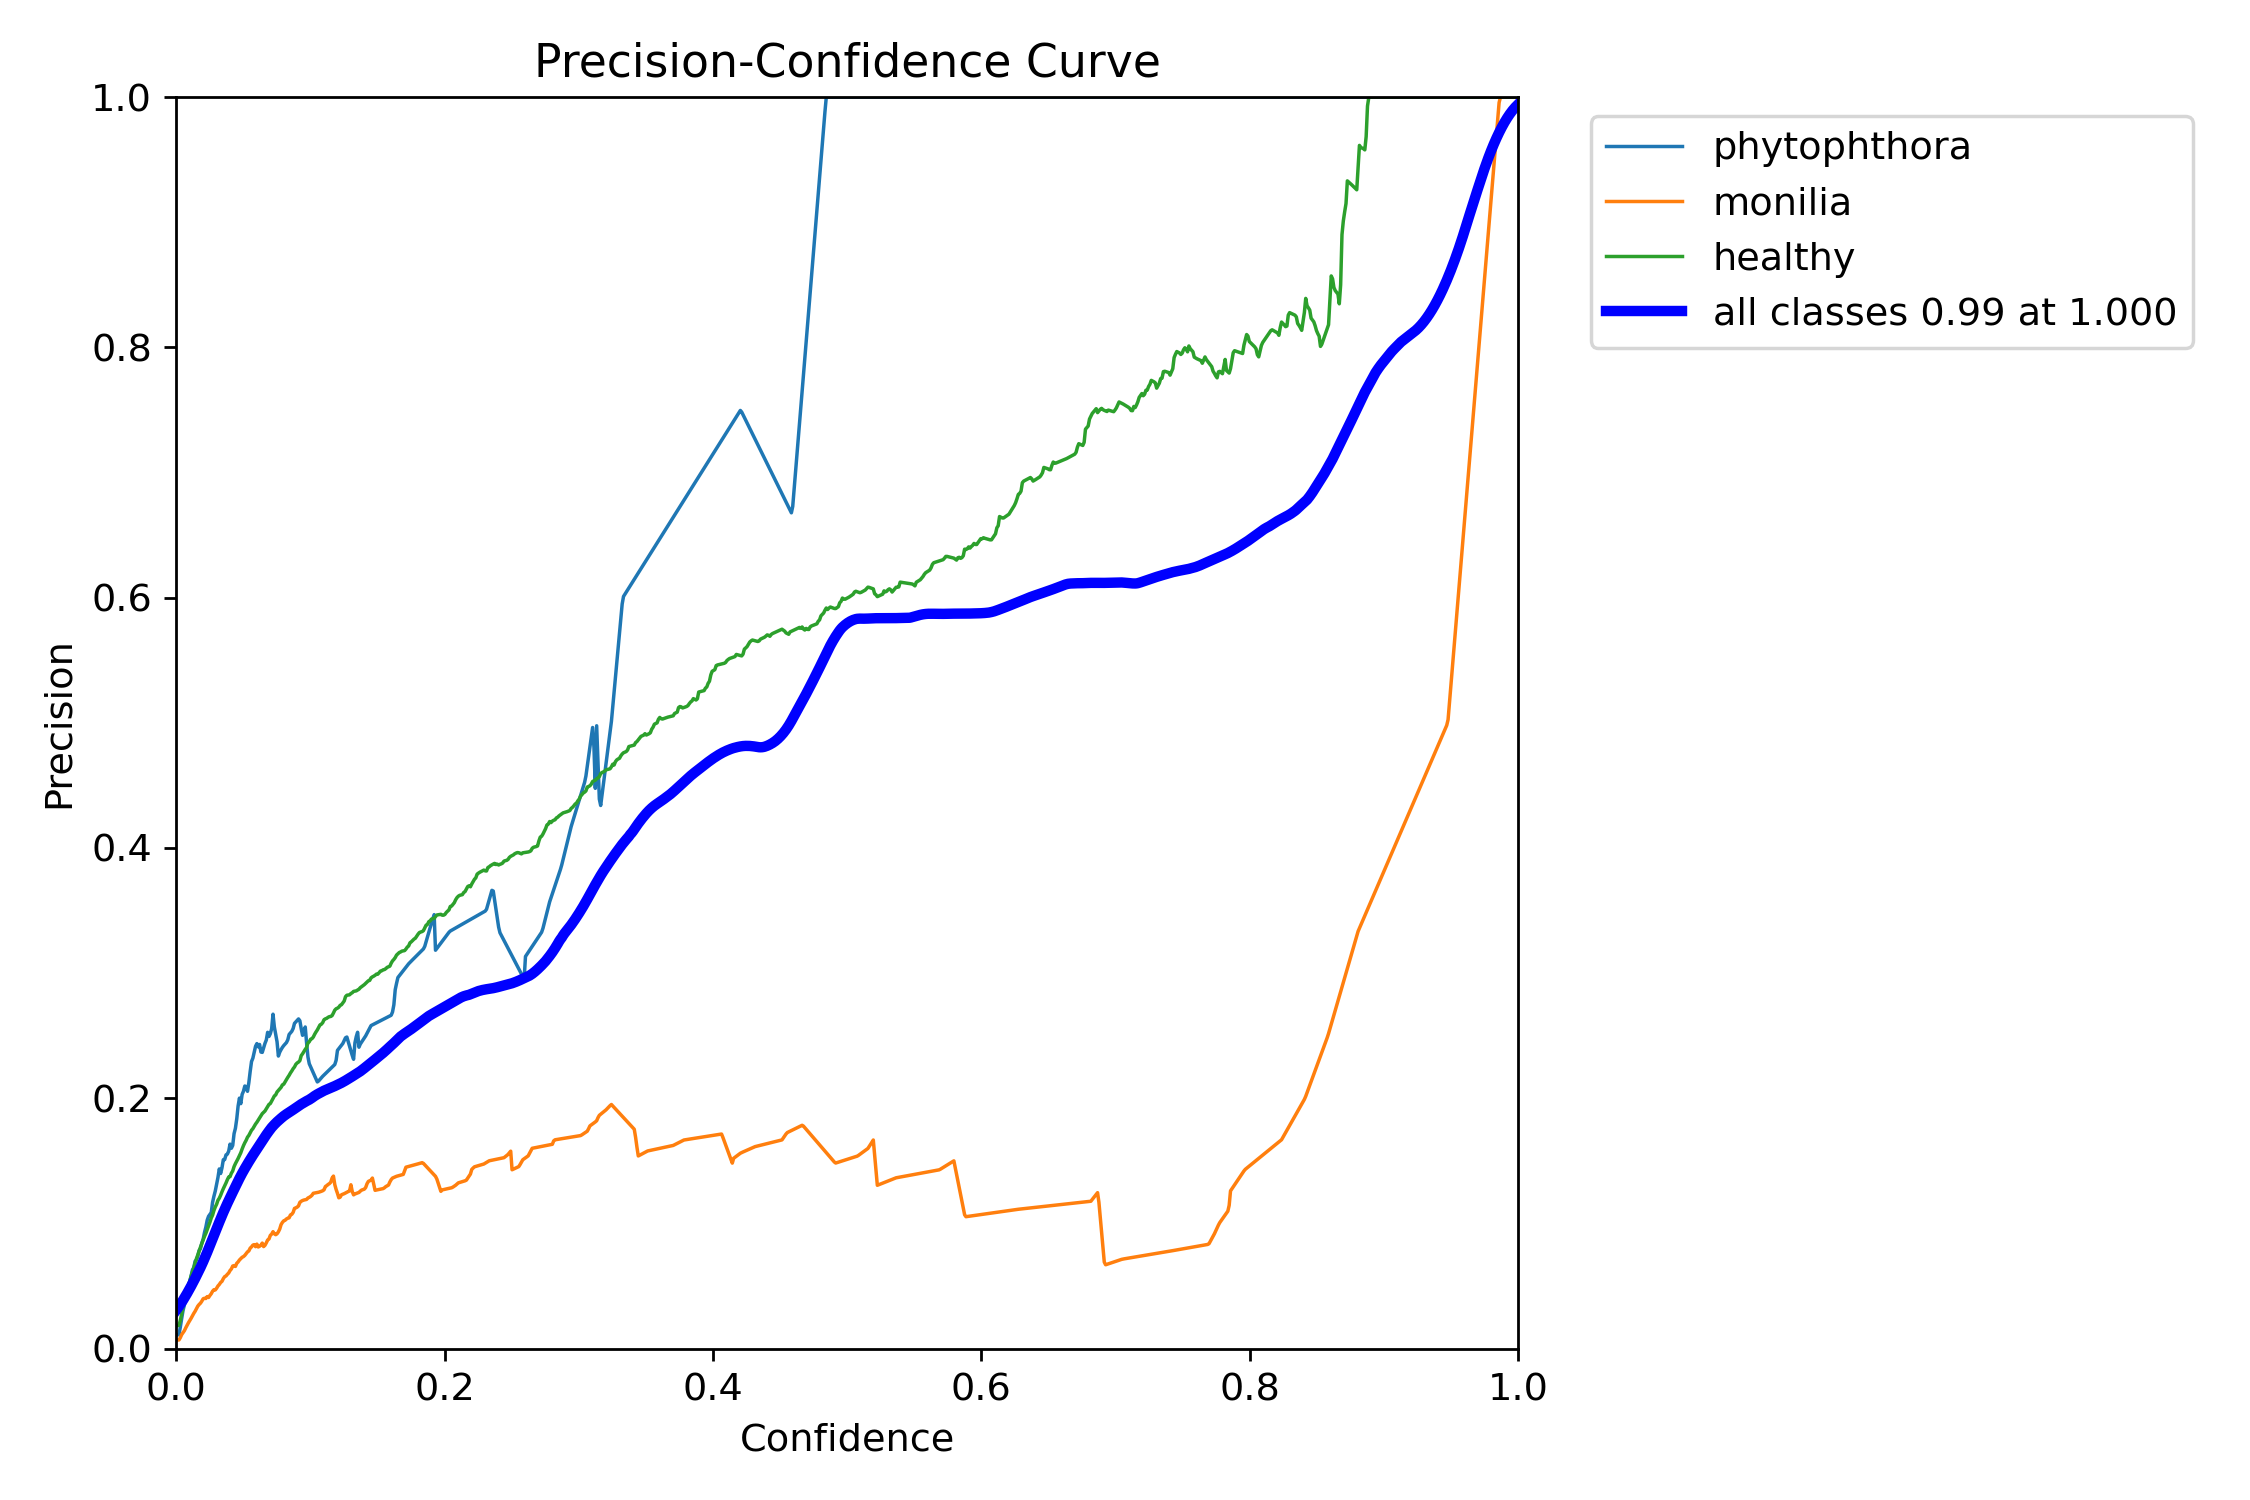 Precision-Confidence Curve
1.0
0.8
0.6
0.4
0.2
0.0
Precision
0.0 0.2 0.4 0.6 0.8 1.0
Confidence
phytophthora
monilia
healthy
all classes 0.99 at 1.000